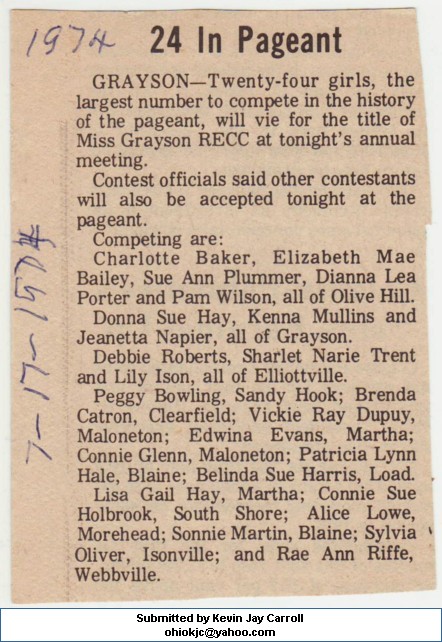 1974
24 In Pageant
GRAYSON—Twenty-four girls, the
largest number to compete in the history
of the pageant, will vie for the title of
Miss Grayson RECC at tonight's annual
meeting.
Contest officials said other contestants
will also be accepted tonight at the
pageant.
Competing are:
Charlotte Baker, Elizabeth Mae
Bailey, Sue Ann Plummer, Dianna Lea
Porter and Pam Wilson, all of Olive Hill.
Donna Sue Hay, Kenna Mullins and
Jeanetta Napier, all of Grayson.
Debbie Roberts, Sharlet Narie Trent
and Lily Ison, all of Elliottville.
Peggy Bowling, Sandy Hook; Brenda
Catron, Clearfield; Vickie Ray Dupuy,
Maloneton; Edwina Evans, Martha;
Connie Glenn, Maloneton; Patricia Lynn
Hale, Blaine; Belinda Sue Harris, Load.
Lisa Gail Hay, Martha; Connie Sue
Holbrook, South Shore; Alice Lowe,
Morehead; Sonnie Martin, Blaine; Sylvia
Oliver, Isonville; and Rae Ann Riffe,
Webbville.
7-17-1974
Submitted by Kevin Jay Carroll
ohiokjc@yahoo.com